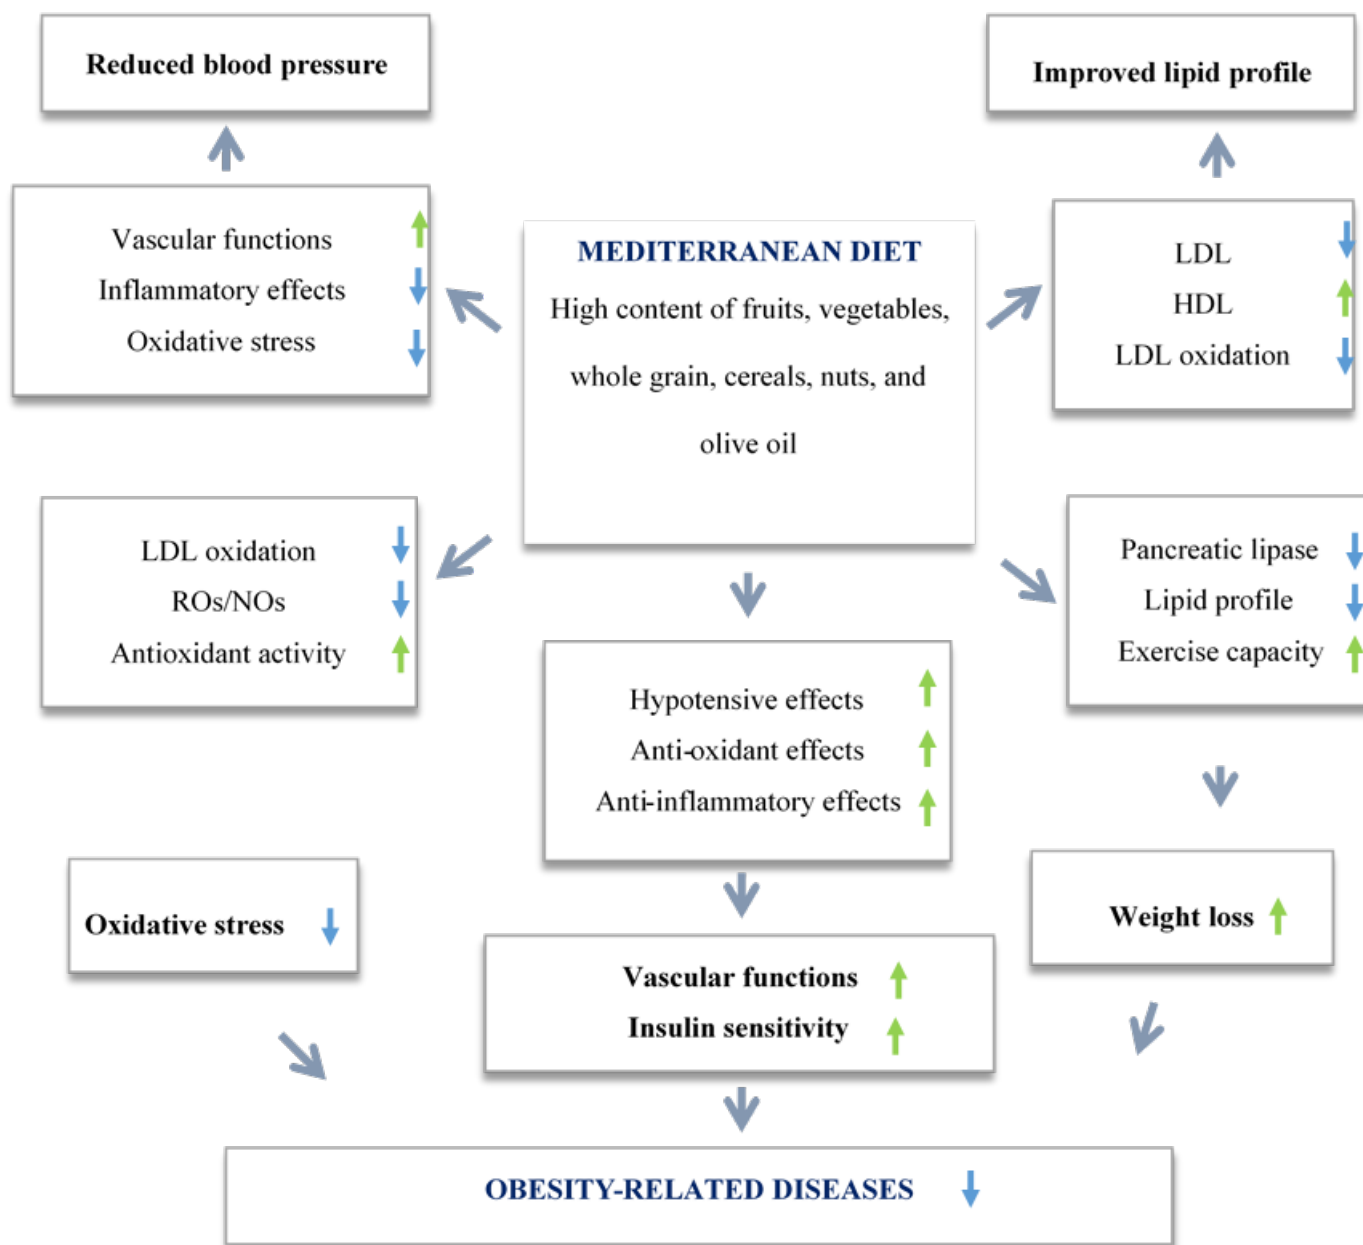 Reduced blood pressure
Improved lipid profile
Vascular functions
Inflammatory effects
Oxidative stress
MEDITERRANEAN DIET
High content of fruits, vegetables,
whole grain, cereals, nuts, and
olive oil
LDL
HDL
LDL oxidation
LDL oxidation
ROs/NOs
Antioxidant activity
Pancreatic lipase
Lipid profile
Exercise capacity
Hypotensive effects
Anti-oxidant effects
Anti-inflammatory effects
Oxidative stress
Weight loss
Vascular functions
Insulin sensitivity
OBESITY-RELATED DISEASES